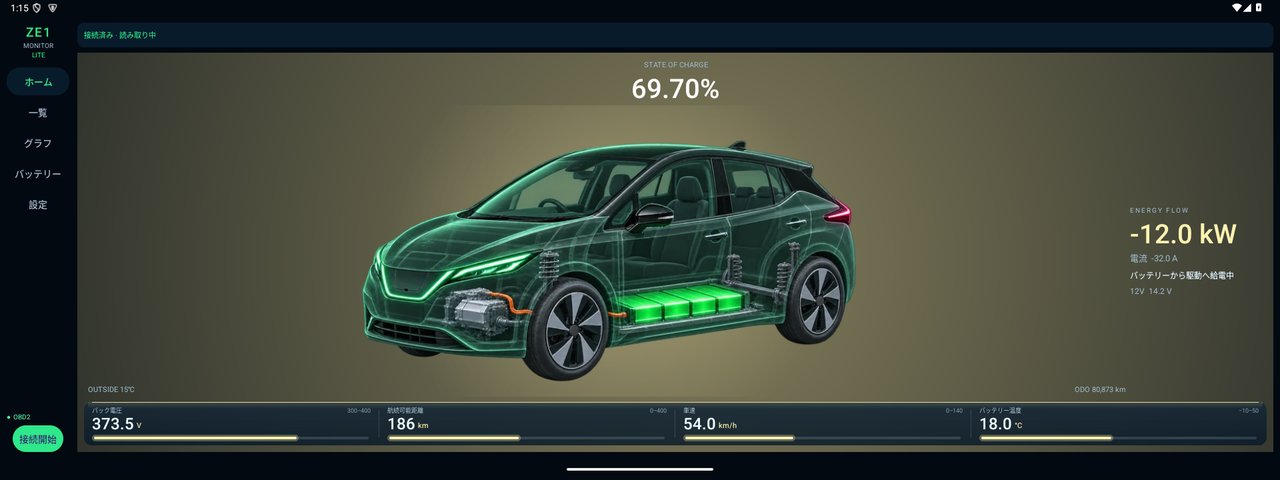 1:15
ZE1
MONITOR
LITE
ホーム
一覧
グラフ
バッテリー
設定
● OBD2
接続開始
接続済み · 読み取り中
STATE OF CHARGE
69.70%
ENERGY FLOW
-12.0 kW
電流 -32.0 A
バッテリーから駆動へ給電中
12V 14.2 V
OUTSIDE 15℃
ODO 80,873 km
パック電圧 300–400
373.5 V
航続可能距離 0–400
186 km
車速 0–140
54.0 km/h
バッテリー温度 -10–50
18.0 ℃